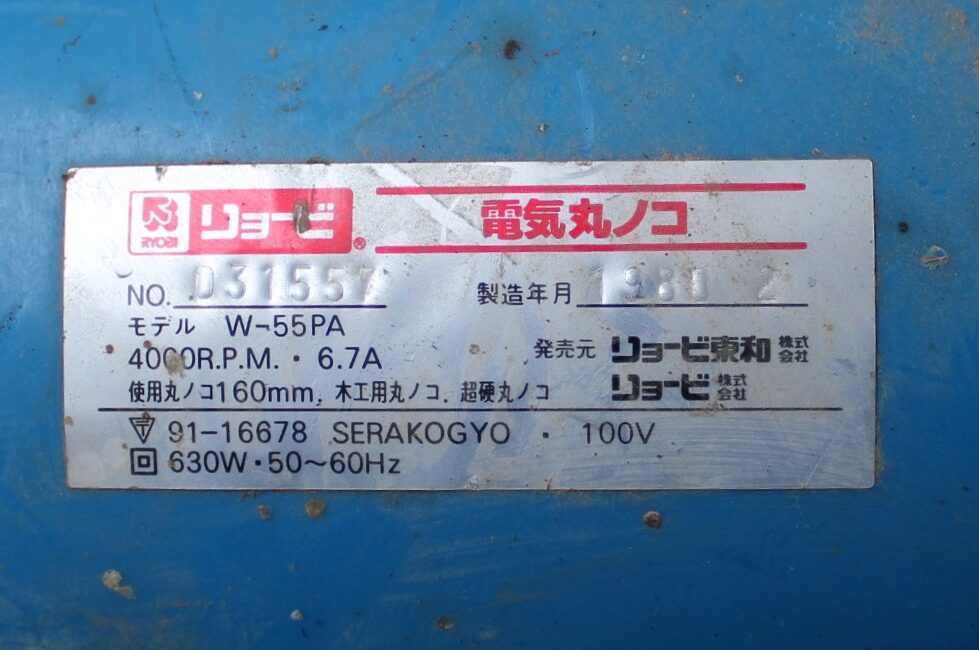 RYOBI リョービ® 電気丸ノコ
NO. 031557 製造年月 1980 2
モデル W-55PA
4000R.P.M. · 6.7A 発売元 リョービ東和株式会社
使用丸ノコ160mm. 木工用丸ノコ. 超硬丸ノコ リョービ株式会社
91-16678 SERAKOGYO · 100V
630W·50~60Hz